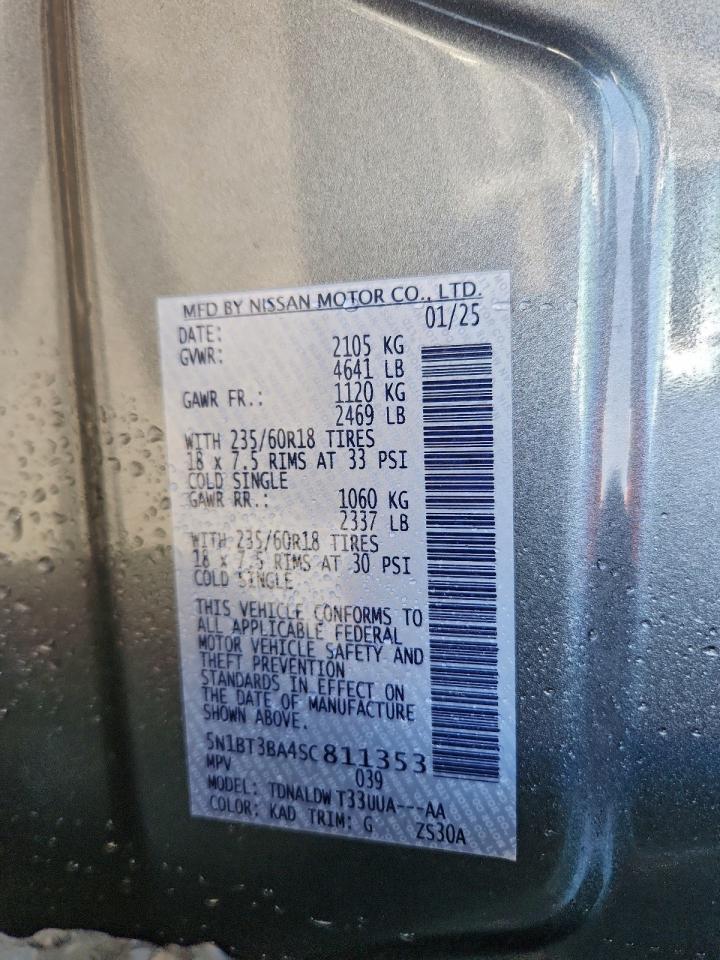 MFD BY NISSAN MOTOR CO., LTD.
DATE: 01/25
GVWR: 2105 KG
4641 LB
GAWR FR.: 1120 KG
2469 LB
WITH 235/60R18 TIRES
18 x 7.5 RIMS AT 33 PSI
COLD SINGLE
GAWR RR.: 1060 KG
2337 LB
WITH 235/60R18 TIRES
18 x 7.5 RIMS AT 30 PSI
COLD SINGLE
THIS VEHICLE CONFORMS TO
ALL APPLICABLE FEDERAL
MOTOR VEHICLE SAFETY AND
THEFT PREVENTION
STANDARDS IN EFFECT ON
THE DATE OF MANUFACTURE
SHOWN ABOVE.
5N1BT3BA4SC811353
MPV 039
MODEL: TDNALDW T33UUA---AA
COLOR: KAD TRIM: G ZS30A